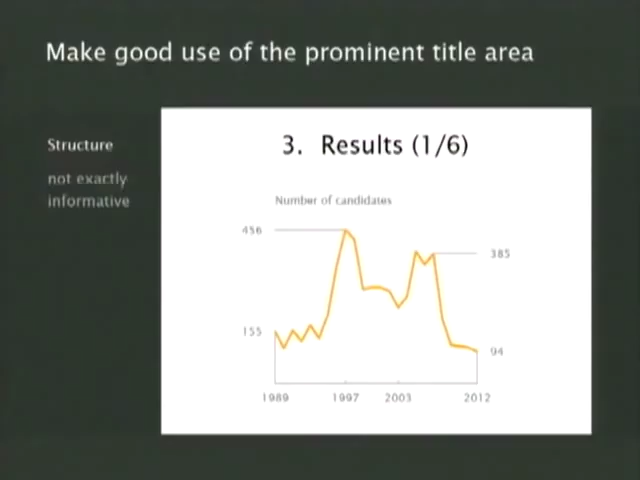 Make good use of the prominent title area
Structure
not exactly
informative
3. Results (1/6)
Number of candidates
456
385
155
94
1989 1997 2003 2012